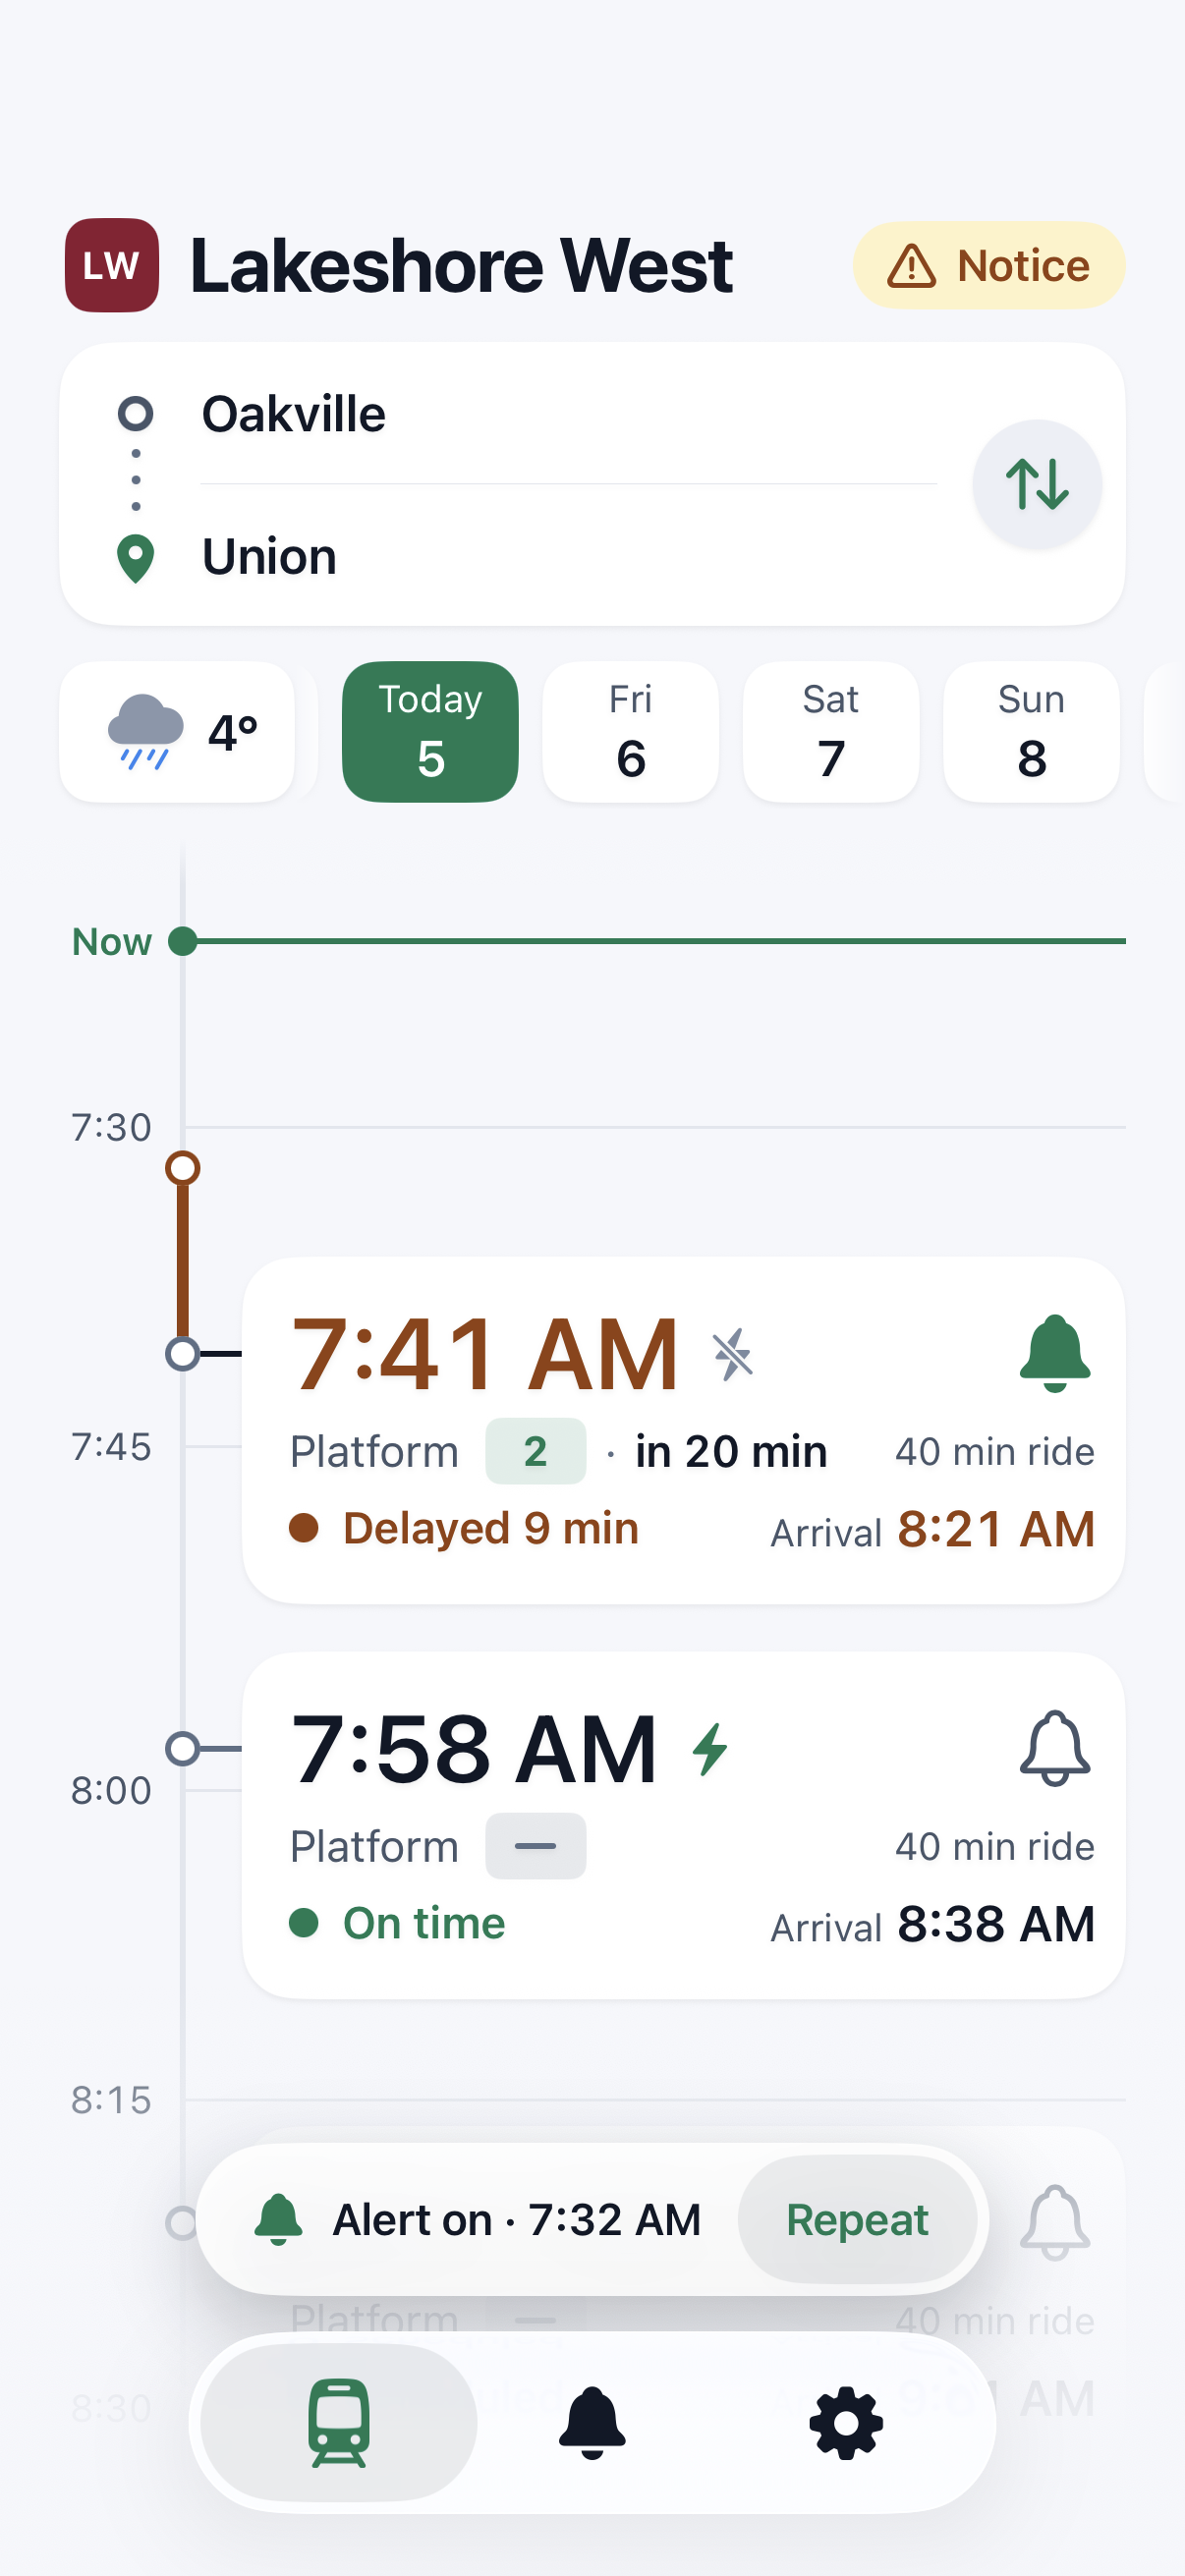 LW Lakeshore West Notice
Oakville
Union
4° Today 5 Fri 6 Sat 7 Sun 8
Now
7:30
7:41 AM
7:45 Platform 2 · in 20 min 40 min ride
Delayed 9 min Arrival 8:21 AM
7:58 AM
8:00
Platform — 40 min ride
On time Arrival 8:38 AM
8:15
Alert on · 7:32 AM Repeat
Platform — 40 min ride
8:30 AM